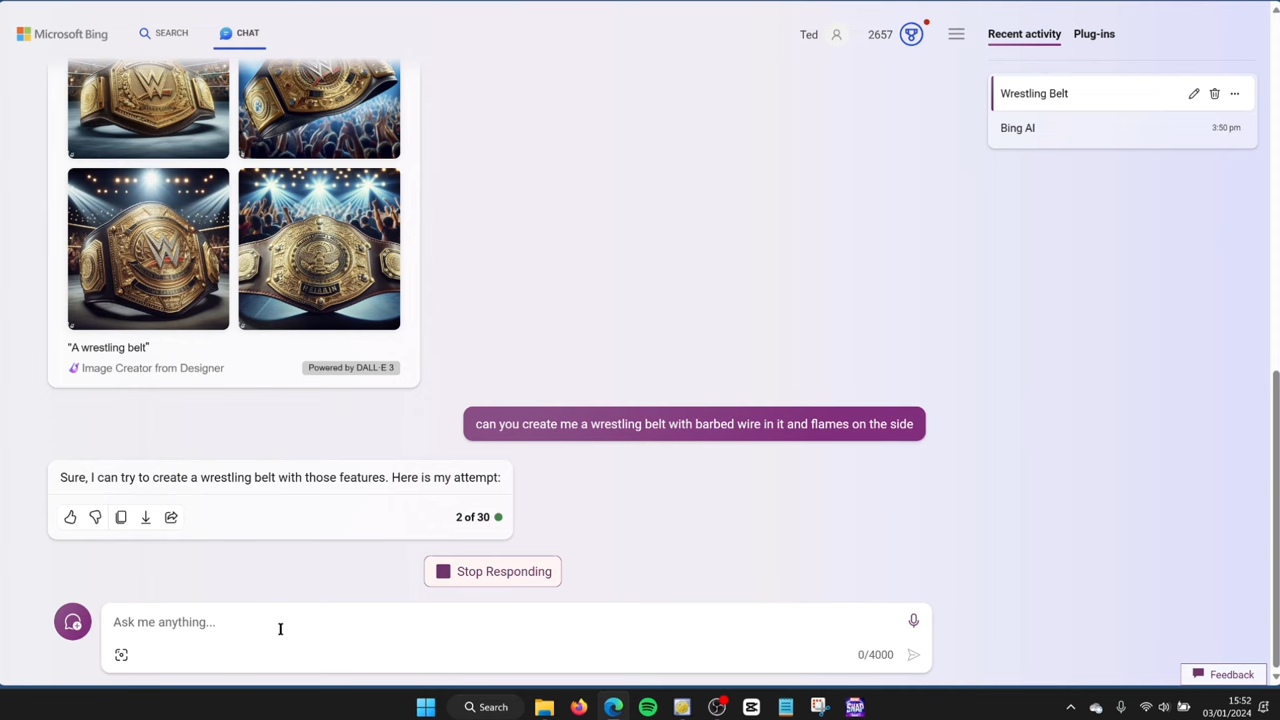 Microsoft Bing
SEARCH
CHAT
Ted
2657
Recent activity
Plug-ins
Wrestling Belt
Bing AI
3:50 pm
"A wrestling belt"
Image Creator from Designer
Powered by DALL·E 3
can you create me a wrestling belt with barbed wire in it and flames on the side
Sure, I can try to create a wrestling belt with those features. Here is my attempt:
2 of 30
Stop Responding
Ask me anything...
0/4000
Feedback
Search
SNAP
15:52
03/01/2024